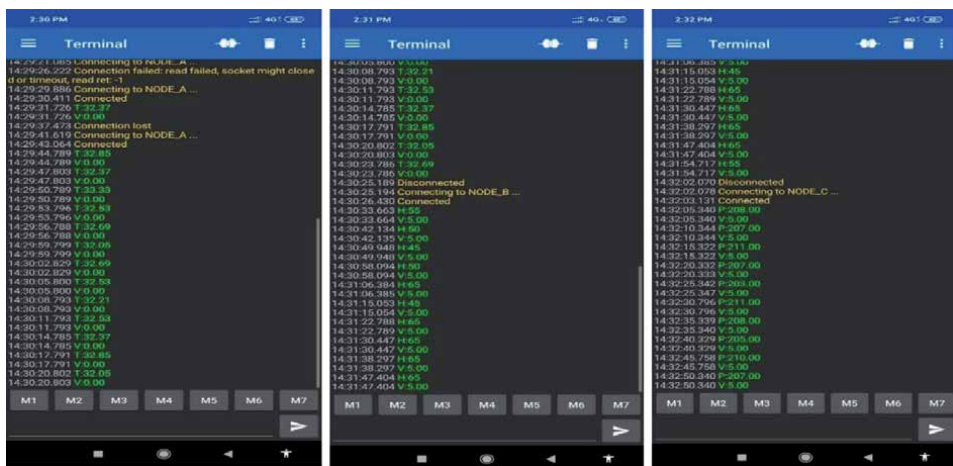 2:30 PM
Terminal
14:29:21.085 Connecting to NODE_A ...
14:29:26.222 Connection failed: read failed, socket might close
d or timeout, read ret: -1
14:29:29.886 Connecting to NODE_A ...
14:29:30.411 Connected
14:29:31.726 T:32.37
14:29:31.726 V:0.00
14:29:37.473 Connection lost
14:29:41.619 Connecting to NODE_A ...
14:29:43.064 Connected
14:29:44.789 T:32.85
14:29:44.789 V:0.00
14:29:47.803 T:32.37
14:29:47.803 V:0.00
14:29:50.789 T:33.33
14:29:50.789 V:0.00
14:29:53.796 T:32.53
14:29:53.796 V:0.00
14:29:56.788 T:32.69
14:29:56.788 V:0.00
14:29:59.799 T:32.05
14:29:59.799 V:0.00
14:30:02.829 T:32.69
14:30:02.829 V:0.00
14:30:05.800 T:32.53
14:30:05.800 V:0.00
14:30:08.793 T:32.21
14:30:08.793 V:0.00
14:30:11.793 T:32.53
14:30:11.793 V:0.00
14:30:14.785 T:32.37
14:30:14.785 V:0.00
14:30:17.791 T:32.85
14:30:17.791 V:0.00
14:30:20.802 T:32.05
14:30:20.803 V:0.00
M1 M2 M3 M4 M5 M6 M7
2:31 PM
Terminal
14:30:05.800 V:0.00
14:30:08.793 T:32.21
14:30:08.793 V:0.00
14:30:11.793 T:32.53
14:30:11.793 V:0.00
14:30:14.785 T:32.37
14:30:14.785 V:0.00
14:30:17.791 T:32.85
14:30:17.791 V:0.00
14:30:20.802 T:32.05
14:30:20.803 V:0.00
14:30:23.786 T:32.69
14:30:23.786 V:0.00
14:30:25.189 Disconnected
14:30:25.194 Connecting to NODE_B ...
14:30:26.430 Connected
14:30:33.663 H:55
14:30:33.664 V:5.00
14:30:42.134 H:50
14:30:42.135 V:5.00
14:30:49.948 H:45
14:30:49.948 V:5.00
14:30:58.094 H:50
14:30:58.094 V:5.00
14:31:06.384 H:65
14:31:06.385 V:5.00
14:31:15.053 H:45
14:31:15.054 V:5.00
14:31:22.788 H:65
14:31:22.789 V:5.00
14:31:30.447 H:65
14:31:30.447 V:5.00
14:31:38.297 H:65
14:31:38.297 V:5.00
14:31:47.404 H:65
14:31:47.404 V:5.00
M1 M2 M3 M4 M5 M6 M7
2:32 PM
Terminal
14:31:06.385 V:5.00
14:31:15.053 H:45
14:31:15.054 V:5.00
14:31:22.788 H:65
14:31:22.789 V:5.00
14:31:30.447 H:65
14:31:30.447 V:5.00
14:31:38.297 H:65
14:31:38.297 V:5.00
14:31:47.404 H:65
14:31:47.404 V:5.00
14:31:54.717 H:55
14:31:54.717 V:5.00
14:32:02.070 Disconnected
14:32:02.078 Connecting to NODE_C ...
14:32:03.131 Connected
14:32:05.340 P:208.00
14:32:05.340 V:5.00
14:32:10.344 P:207.00
14:32:10.344 V:5.00
14:32:15.322 P:211.00
14:32:15.322 V:5.00
14:32:20.332 P:207.00
14:32:20.333 V:5.00
14:32:25.342 P:203.00
14:32:25.347 V:5.00
14:32:30.796 P:211.00
14:32:30.796 V:5.00
14:32:35.339 P:208.00
14:32:35.340 V:5.00
14:32:40.329 P:205.00
14:32:40.329 V:5.00
14:32:45.758 P:210.00
14:32:45.758 V:5.00
14:32:50.340 P:207.00
14:32:50.340 V:5.00
M1 M2 M3 M4 M5 M6 M7